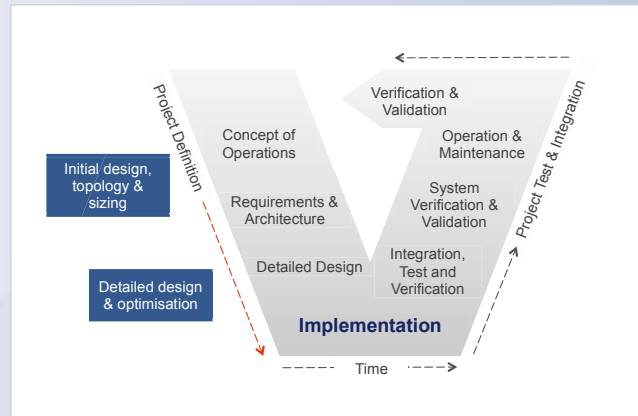 Verification &
Validation
Project Definition
Concept of
Operations
Operation &
Maintenance
Project Test & Integration
Initial design,
topology &
sizing
Requirements &
Architecture
System
Verification &
Validation
Detailed Design
Integration,
Test and
Verification
Detailed design
& optimisation
Implementation
Time